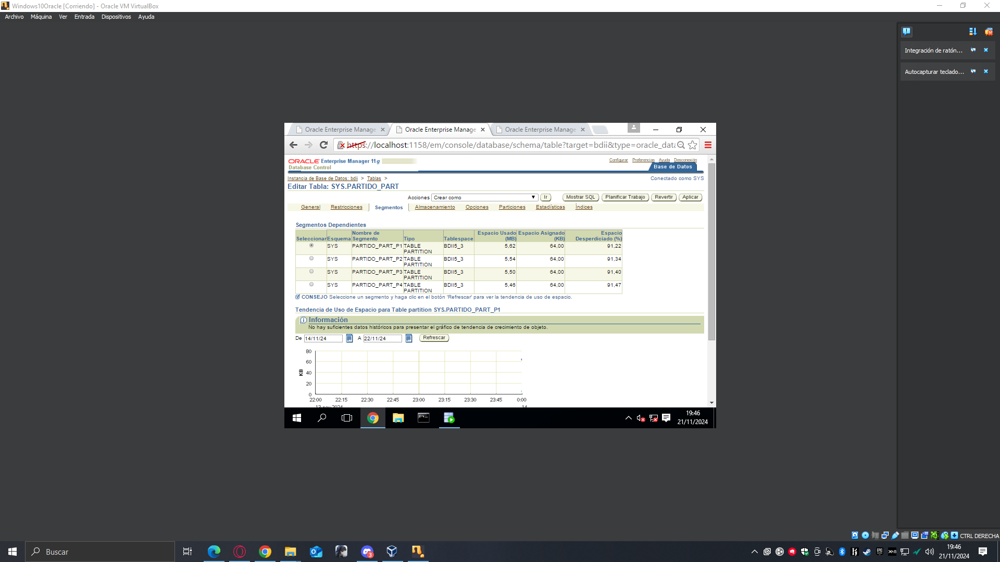 Windows10Oracle [Corriendo] - Oracle VM VirtualBox
Archivo Máquina Ver Entrada Dispositivos Ayuda
Integración de ratón...
Autocapturar teclado...
Oracle Enterprise Manage Oracle Enterprise Manage Oracle Enterprise Manage
https://localhost:1158/em/console/database/schema/table?target=bdii&type=oracle_data
ORACLE Enterprise Manager 11g
Database Control
Configurar Preferencias Ayuda Desconexión
Base de Datos
Instancia de Base de Datos: bdii > Tablas >
Conectado como SYS
Editar Tabla: SYS.PARTIDO_PART
Acciones Crear como Ir Mostrar SQL Planificar Trabajo Revertir Aplicar
General Restricciones Segmentos Almacenamiento Opciones Particiones Estadísticas Índices
Segmentos Dependientes
Seleccionar Esquema Nombre de Segmento Tipo Tablespace Espacio Usado (MB) Espacio Asignado (KB) Espacio Desperdiciado (%)
SYS PARTIDO_PART_P1 TABLE PARTITION BDII5_3 5,62 64,00 91,22
SYS PARTIDO_PART_P2 TABLE PARTITION BDII5_3 5,54 64,00 91,34
SYS PARTIDO_PART_P3 TABLE PARTITION BDII5_3 5,50 64,00 91,40
SYS PARTIDO_PART_P4 TABLE PARTITION BDII5_3 5,46 64,00 91,47
CONSEJO Seleccione un segmento y haga clic en el botón 'Refrescar' para ver la tendencia de uso de espacio.
Tendencia de Uso de Espacio para Table partition SYS.PARTIDO_PART_P1
Información
No hay suficientes datos históricos para presentar el gráfico de tendencia de crecimiento de objeto.
De 14/11/24 A 22/11/24 Refrescar
80
60
40
20
0
KB
22:00 22:15 22:30 22:45 23:00 23:15 23:30 23:45 0:00
13-nov-2024 14
19:46
21/11/2024
CTRL DERECHA
Buscar
3
19:46
21/11/2024